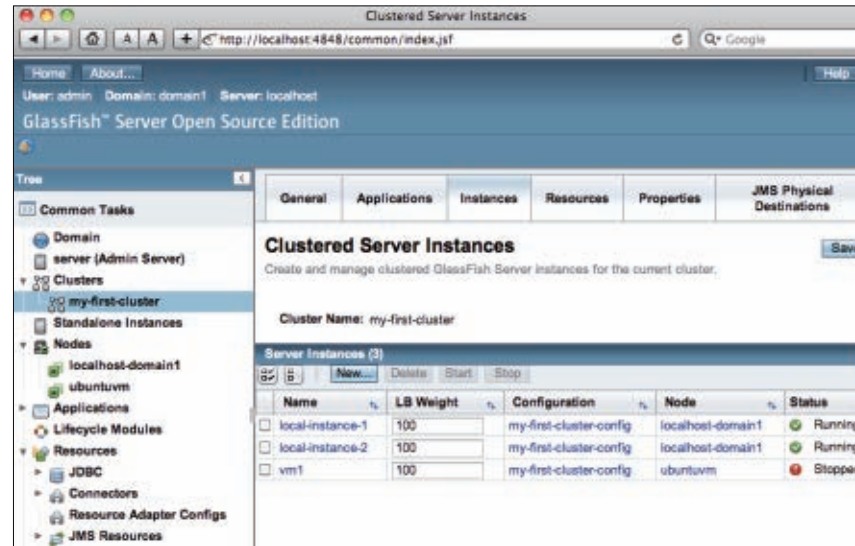 Clustered Server Instances
A A + http://localhost:4848/common/index.jsf Google
Home About... Help
User: admin Domain: domain1 Server: localhost
GlassFish™ Server Open Source Edition
Tree
Common Tasks
Domain
server (Admin Server)
Clusters
my-first-cluster
Standalone Instances
Nodes
localhost-domain1
ubuntuvm
Applications
Lifecycle Modules
Resources
JDBC
Connectors
Resource Adapter Configs
JMS Resources
General Applications Instances Resources Properties JMS Physical Destinations
Clustered Server Instances Save
Create and manage clustered GlassFish Server instances for the current cluster.
Cluster Name: my-first-cluster
Server Instances (3)
New... Delete Start Stop
Name LB Weight Configuration Node Status
local-instance-1 100 my-first-cluster-config localhost-domain1 Running
local-instance-2 100 my-first-cluster-config localhost-domain1 Running
vm1 100 my-first-cluster-config ubuntuvm Stopped